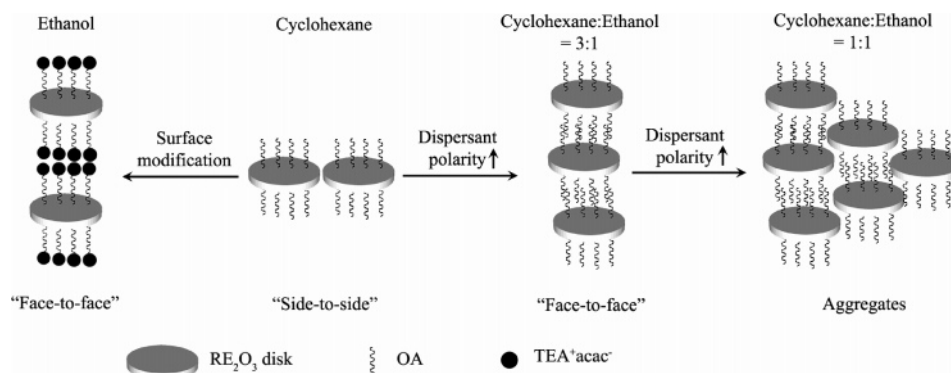 Ethanol
Cyclohexane
Cyclohexane:Ethanol
= 3:1
Cyclohexane:Ethanol
= 1:1
Surface
modification
Dispersant
polarity↑
Dispersant
polarity↑
“Face-to-face”
“Side-to-side”
“Face-to-face”
Aggregates
RE₂O₃ disk
OA
TEA⁺acac⁻